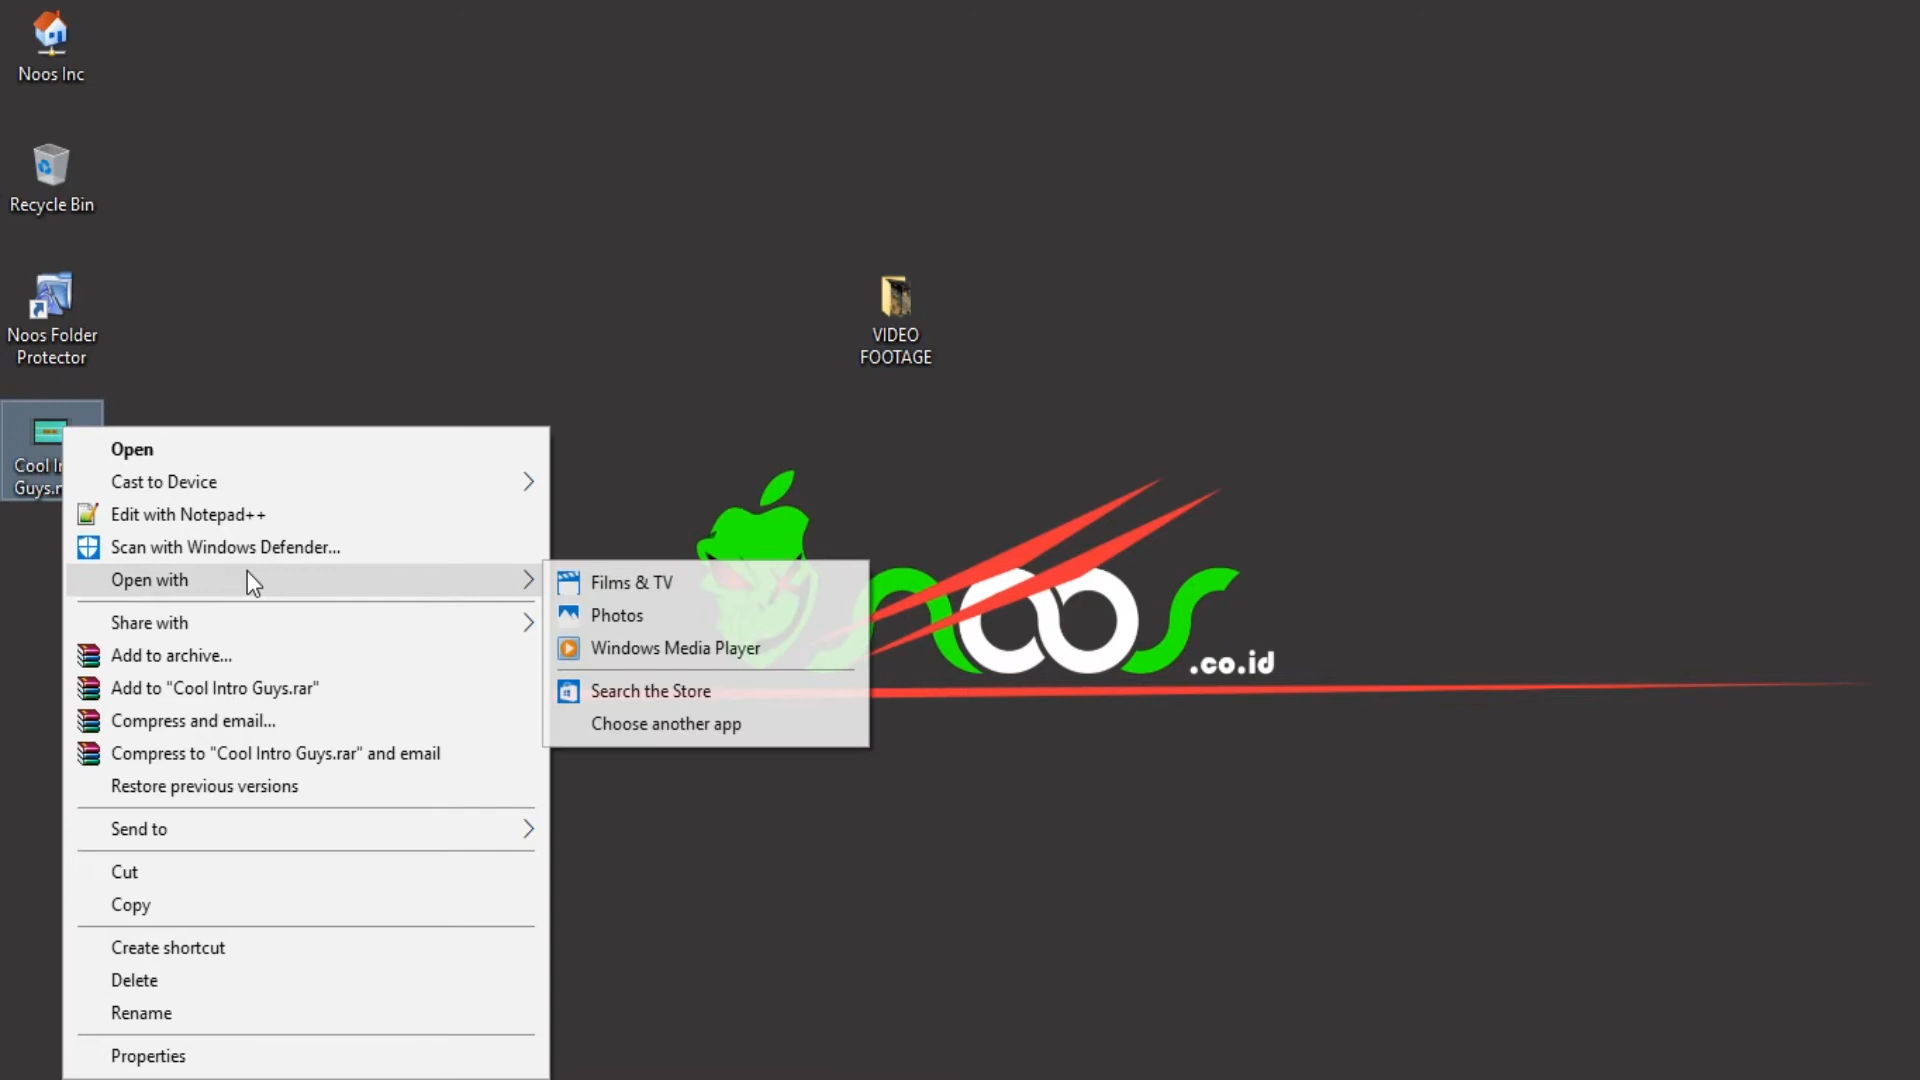 Noos Inc
Recycle Bin
Noos Folder
Protector
VIDEO
FOOTAGE
Cool
Open
Cast to Device
Edit with Notepad++
Scan with Windows Defender...
Open with
Share with
Add to archive...
Add to "Cool Intro Guys.rar"
Compress and email...
Compress to "Cool Intro Guys.rar" and email
Restore previous versions
Send to
Cut
Copy
Create shortcut
Delete
Rename
Properties
Films & TV
Photos
Windows Media Player
Search the Store
Choose another app
noos
.co.id